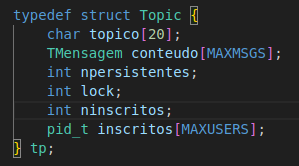 typedef struct Topic {
    char topico[20];
    TMensagem conteudo[MAXMSGS];
    int npersistentes;
    int lock;
    int ninscritos;
    pid_t inscritos[MAXUSERS];
} tp;